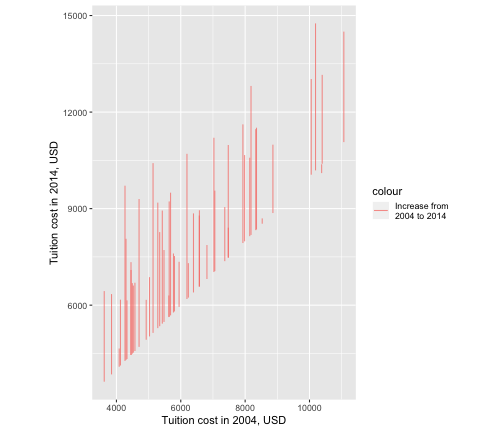 15000
12000
9000
6000
Tuition cost in 2014, USD
4000
6000
8000
10000
Tuition cost in 2004, USD
colour
Increase from
2004 to 2014